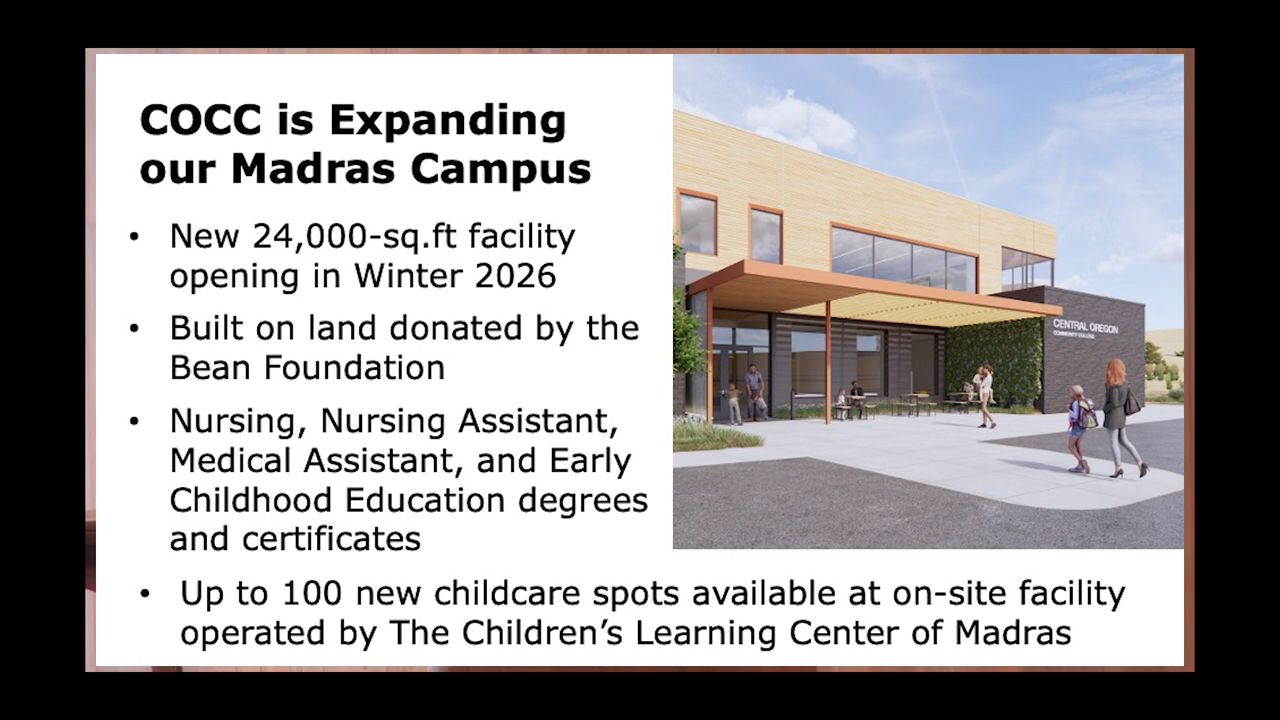 COCC is Expanding
our Madras Campus
• New 24,000-sq.ft facility
opening in Winter 2026
• Built on land donated by the
Bean Foundation
• Nursing, Nursing Assistant,
Medical Assistant, and Early
Childhood Education degrees
and certificates
• Up to 100 new childcare spots available at on-site facility
operated by The Children’s Learning Center of Madras
CENTRAL OREGON
COMMUNITY COLLEGE